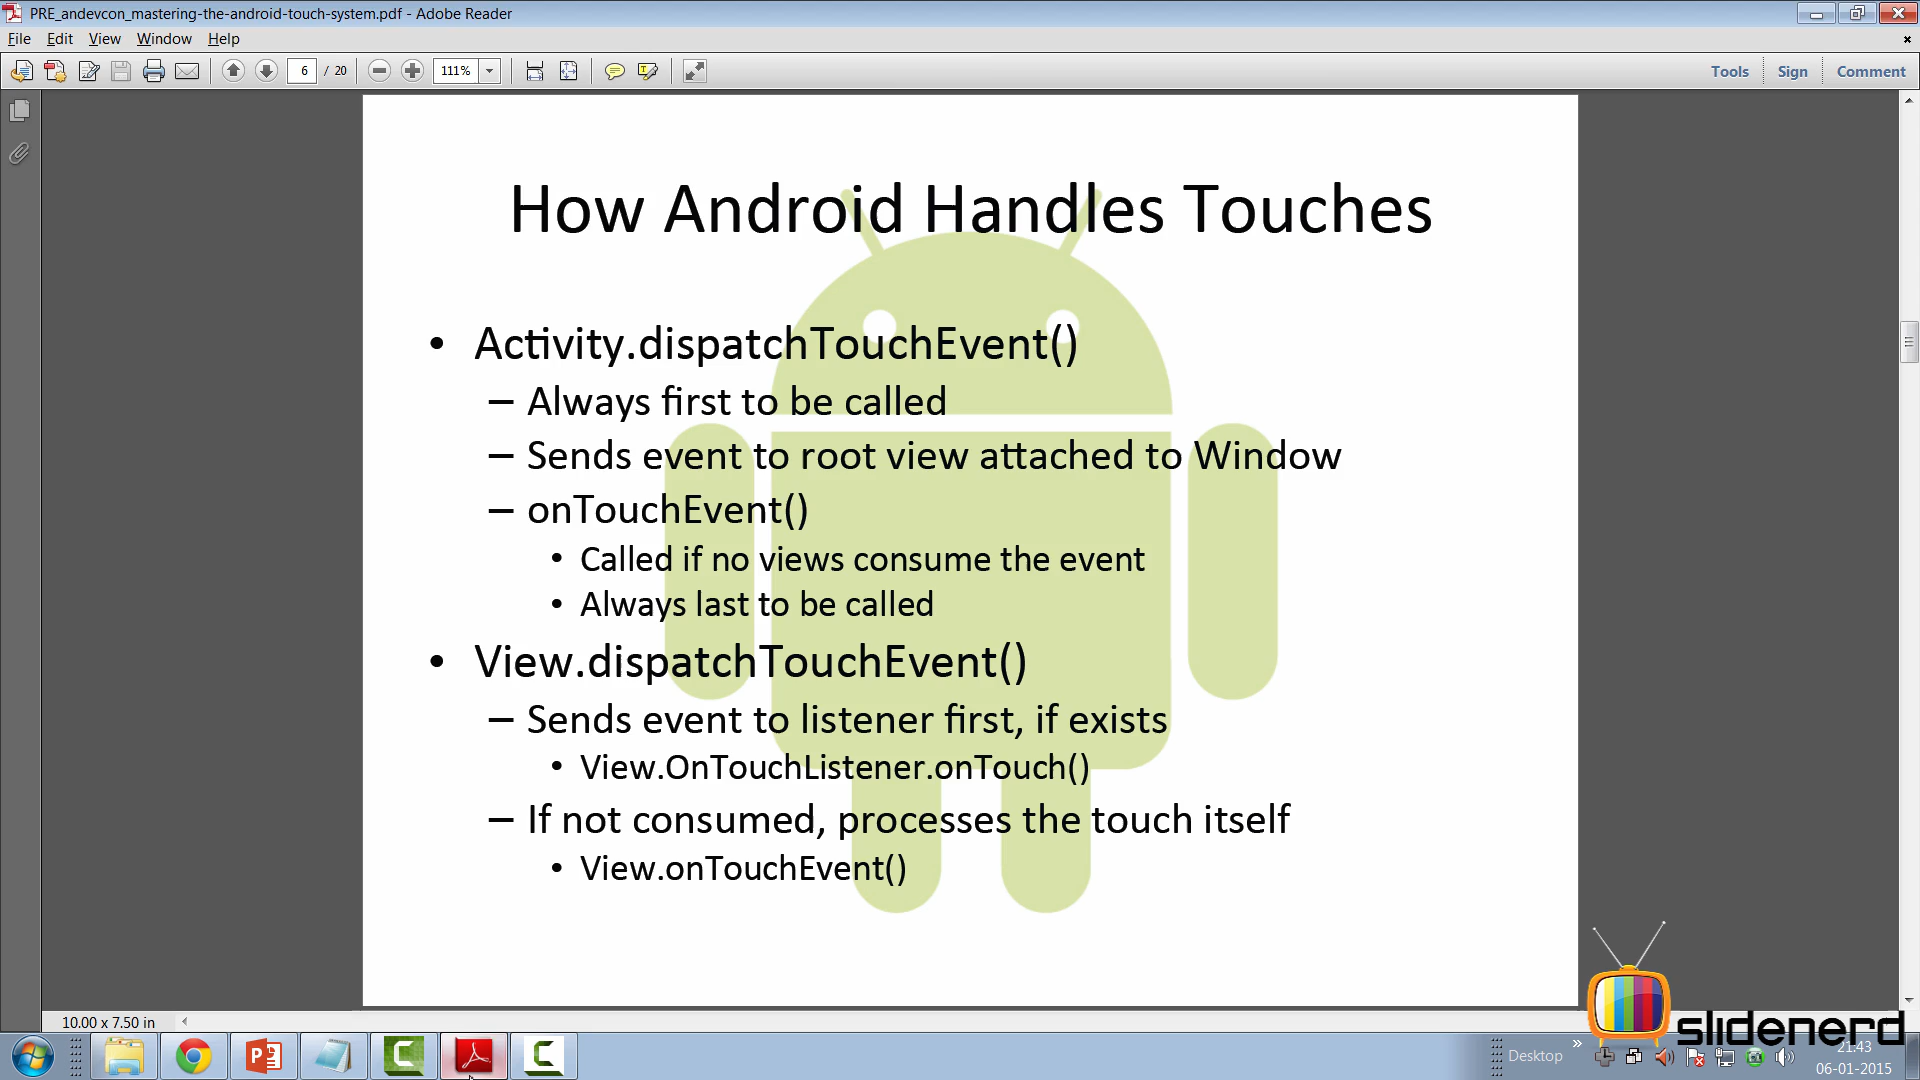 PRE_andevcon_mastering-the-android-touch-system.pdf - Adobe Reader
File Edit View Window Help
6 / 20 111% Tools Sign Comment
How Android Handles Touches
• Activity.dispatchTouchEvent()
– Always first to be called
– Sends event to root view attached to Window
– onTouchEvent()
• Called if no views consume the event
• Always last to be called
• View.dispatchTouchEvent()
– Sends event to listener first, if exists
• View.OnTouchListener.onTouch()
– If not consumed, processes the touch itself
• View.onTouchEvent()
slidenerd
10.00 x 7.50 in
Desktop
21:43
06-01-2015